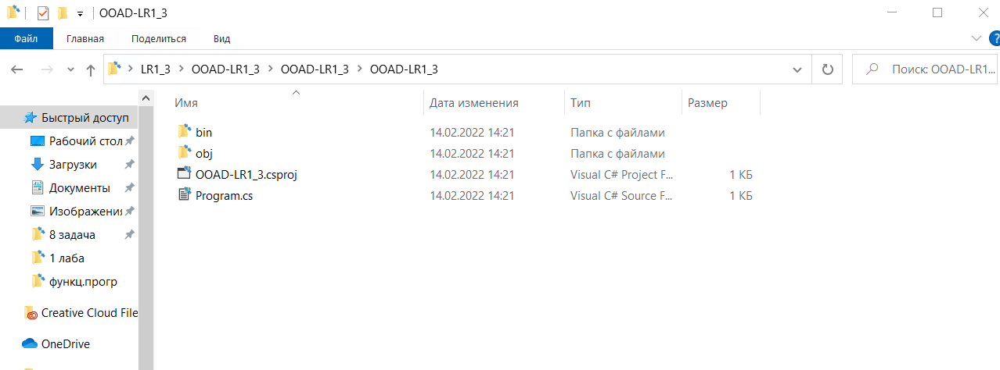 OOAD-LR1_3
Файл Главная Поделиться Вид
LR1_3 OOAD-LR1_3 OOAD-LR1_3 OOAD-LR1_3 Поиск: OOAD-LR1...
Имя Дата изменения Тип Размер
Быстрый доступ
Рабочий стол
Загрузки
Документы
Изображения
8 задача
1 лаба
функц.прогр
Creative Cloud File
OneDrive
bin 14.02.2022 14:21 Папка с файлами
obj 14.02.2022 14:21 Папка с файлами
OOAD-LR1_3.csproj 14.02.2022 14:21 Visual C# Project F... 1 КБ
Program.cs 14.02.2022 14:21 Visual C# Source F... 1 КБ